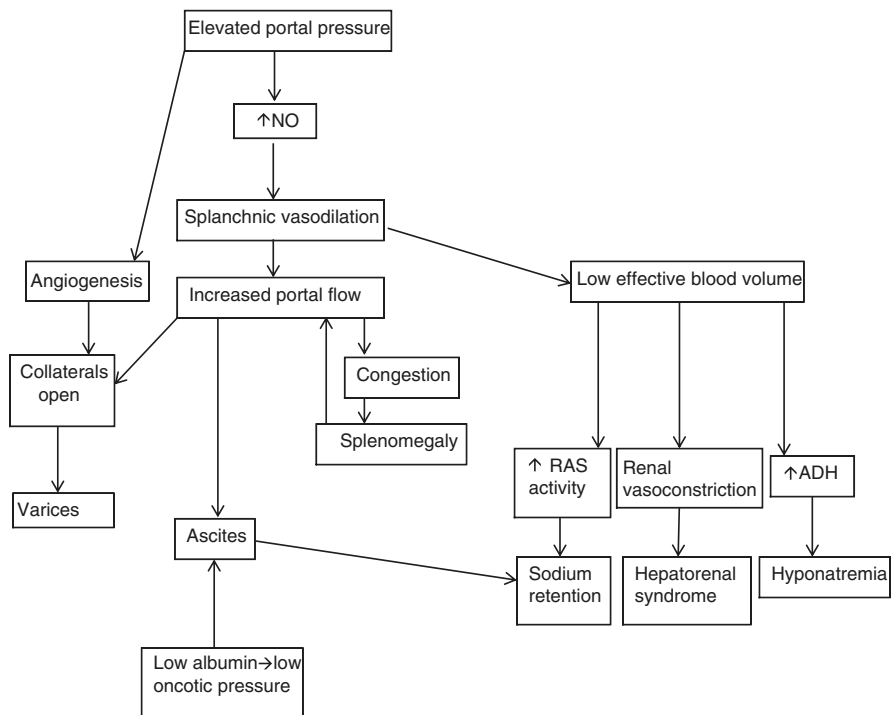 Elevated portal pressure
↑NO
Splanchnic vasodilation
Angiogenesis
Increased portal flow
Low effective blood volume
Collaterals
open
Congestion
Splenomegaly
↑ RAS
activity
Renal
vasoconstriction
↑ADH
Varices
Ascites
Sodium
retention
Hepatorenal
syndrome
Hyponatremia
Low albumin→low
oncotic pressure